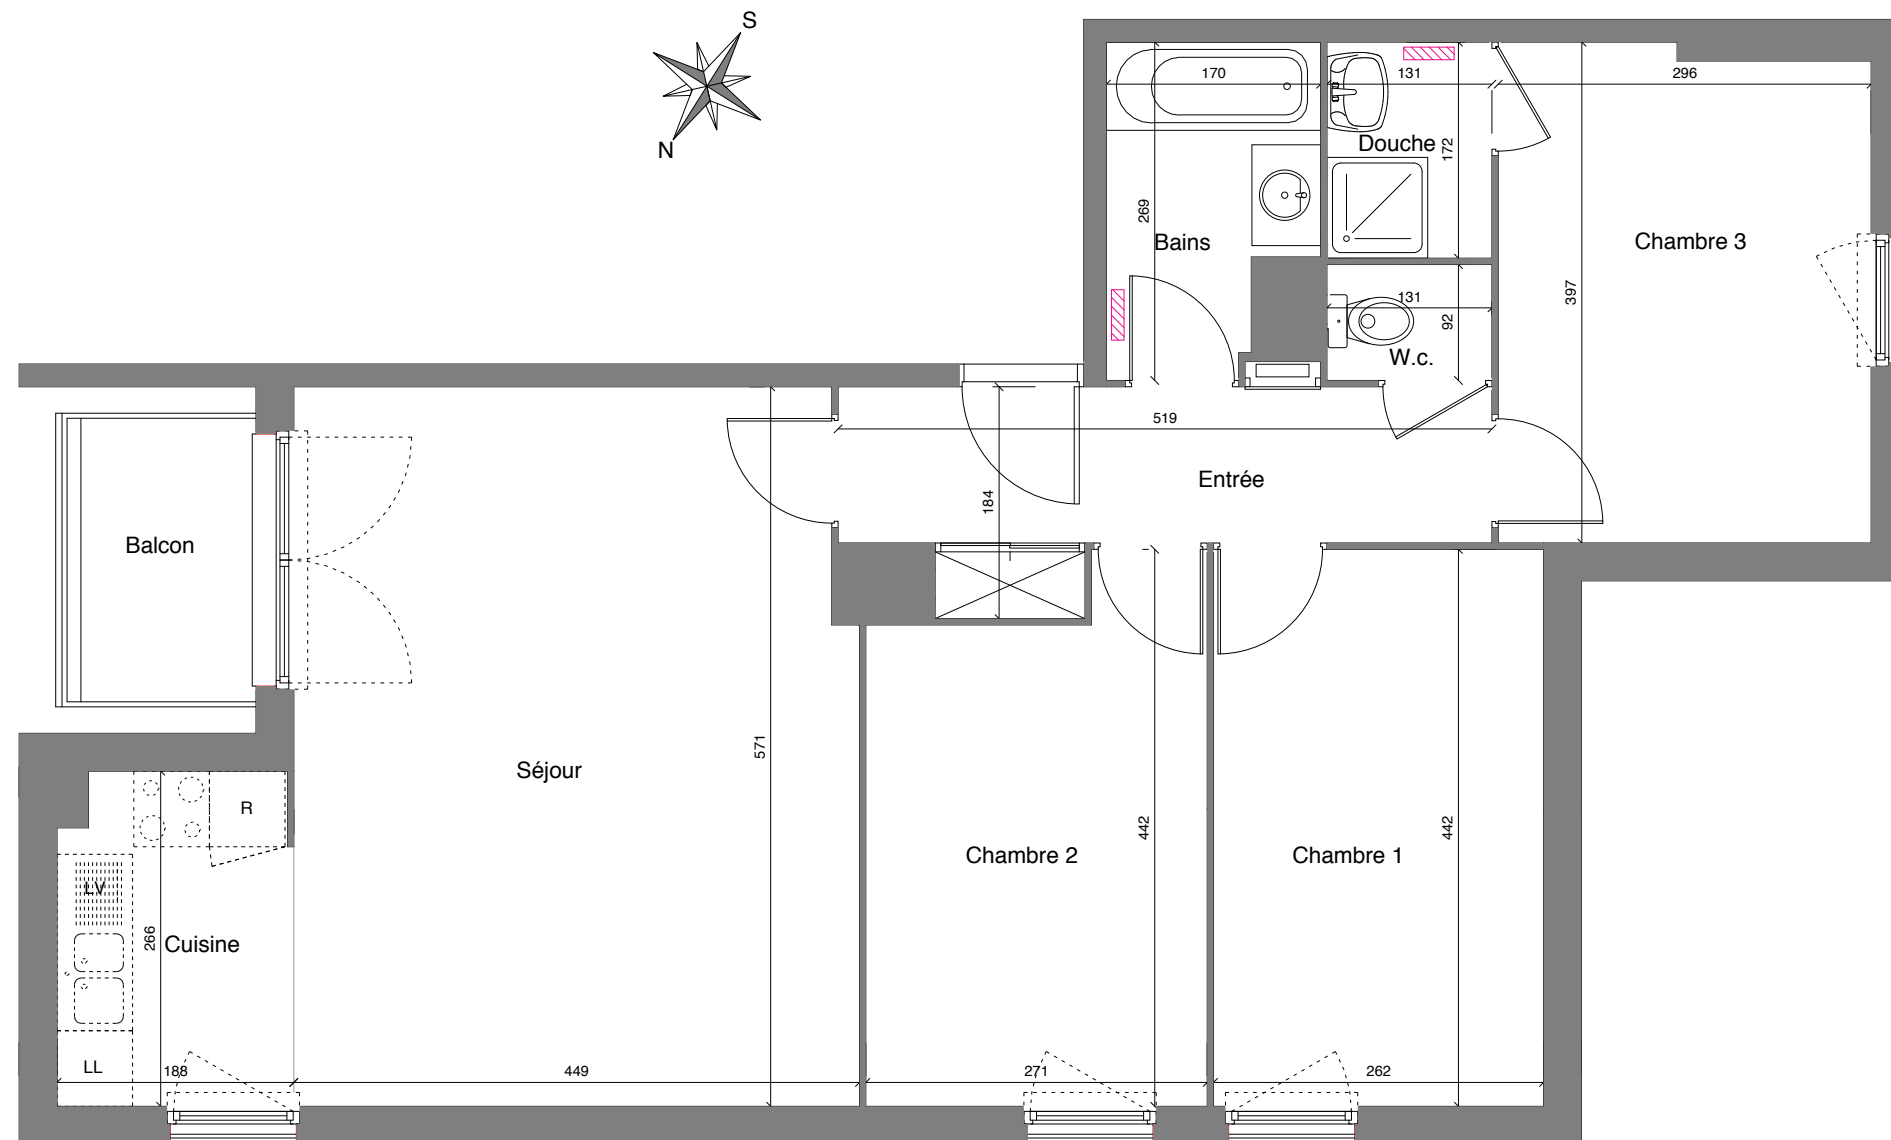 S
N
170
131
296
Douche
172
269
Bains
Chambre 3
397
131
92
W.c.
519
Entrée
184
Balcon
571
Séjour
R
LV
266
Cuisine
442
442
Chambre 2
Chambre 1
LL
188
449
271
262